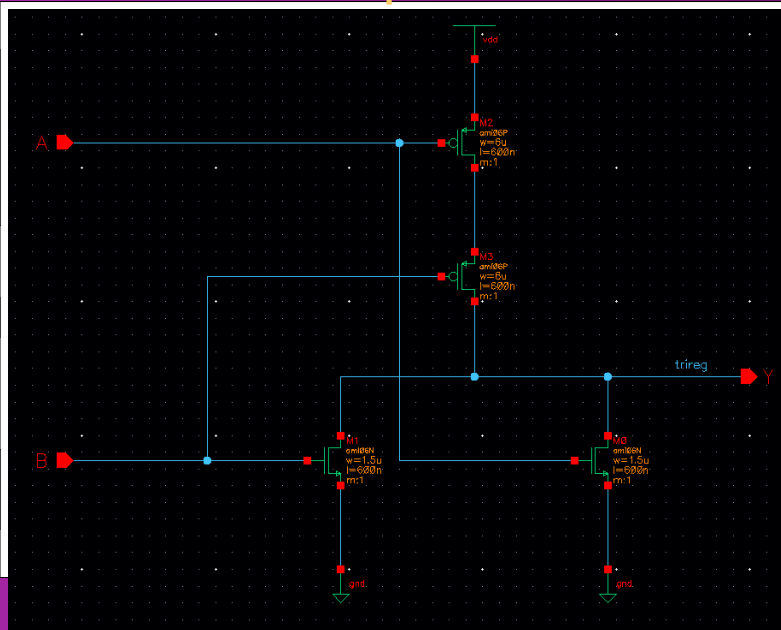 vdd
A
M2
ami06P
w=6u
l=600n
m:1
M3
ami06P
w=6u
l=600n
m:1
trireg
Y
B
M1
ami06N
w=1.5u
l=600n
m:1
M0
ami06N
w=1.5u
l=600n
m:1
gnd
gnd